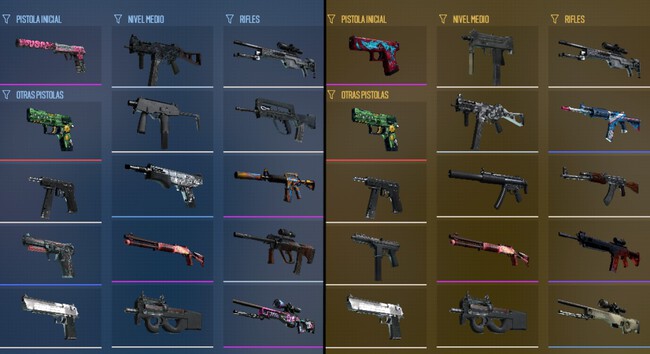 PISTOLA INICIAL
NIVEL MEDIO
RIFLES
OTRAS PISTOLAS
PISTOLA INICIAL
NIVEL MEDIO
RIFLES
OTRAS PISTOLAS